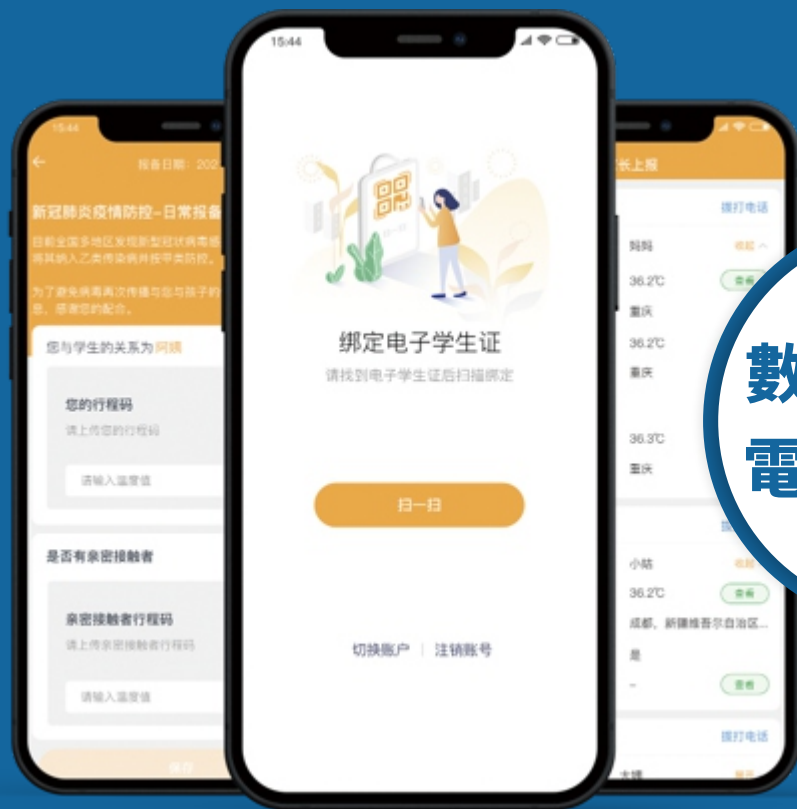 15:44
报备日期: 202
新冠肺炎疫情防控-日常报备
目前全国多地区发现新型冠状病毒感
将其纳入乙类传染病并按甲类防控。
为了避免病毒再次传播与您与孩子的
息，感谢您的配合。
您与学生的关系为 阿姨
您的行程码
请上传您的行程码
请输入温度值
是否有亲密接触者
亲密接触者行程码
请上传亲密接触者行程码
请输入温度值
保存
15:44
扫一扫
绑定电子学生证
请找到电子学生证后扫描绑定
扫一扫
切换账户 | 注销账号
长上报
拨打电话
妈妈 收起
36.2℃ 查看
重庆
36.2℃
重庆
36.3℃
重庆
小姑 收起
36.2℃ 查看
成都，新疆维吾尔自治区...
是
- 查看
拨打电话
大姨 展开
數
電